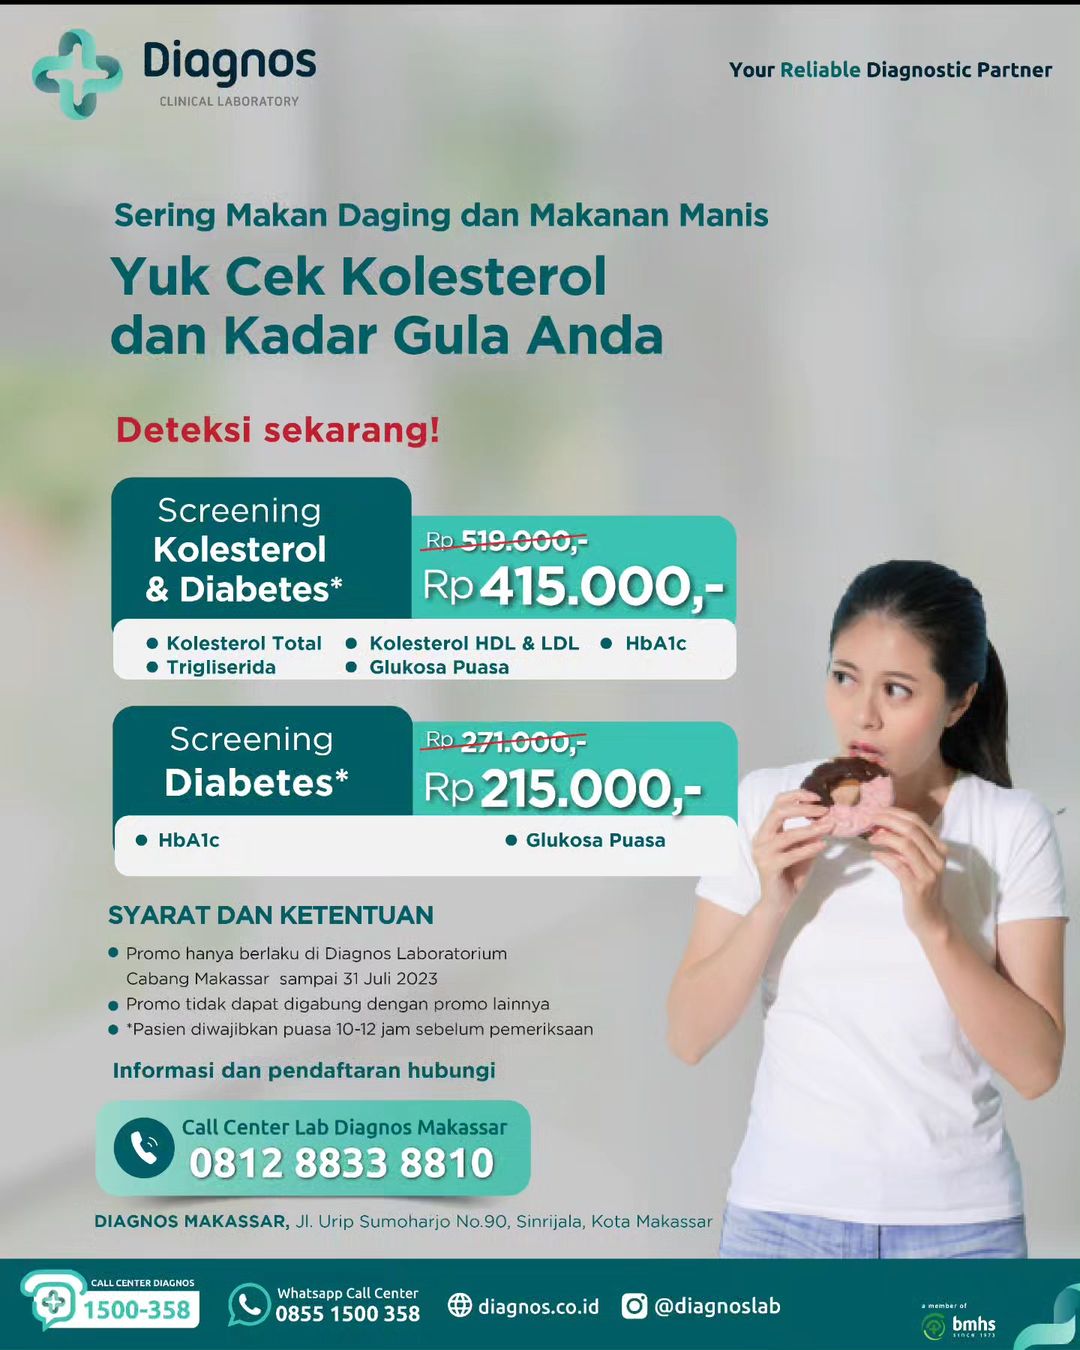 Diagnos
CLINICAL LABORATORY
Your Reliable Diagnostic Partner
Sering Makan Daging dan Makanan Manis
Yuk Cek Kolesterol
dan Kadar Gula Anda
Deteksi sekarang!
Screening
Kolesterol
& Diabetes*
Rp 519.000,-
Rp 415.000,-
• Kolesterol Total • Kolesterol HDL & LDL • HbA1c
• Trigliserida • Glukosa Puasa
Screening
Diabetes*
Rp 271.000,-
Rp 215.000,-
• HbA1c • Glukosa Puasa
SYARAT DAN KETENTUAN
• Promo hanya berlaku di Diagnos Laboratorium
Cabang Makassar sampai 31 Juli 2023
• Promo tidak dapat digabung dengan promo lainnya
• *Pasien diwajibkan puasa 10-12 jam sebelum pemeriksaan
Informasi dan pendaftaran hubungi
Call Center Lab Diagnos Makassar
0812 8833 8810
DIAGNOS MAKASSAR, Jl. Urip Sumoharjo No.90, Sinrijala, Kota Makassar
CALL CENTER DIAGNOS
1500-358
Whatsapp Call Center
0855 1500 358
diagnos.co.id
@diagnoslab
a member of
bmhs
SINCE 1973